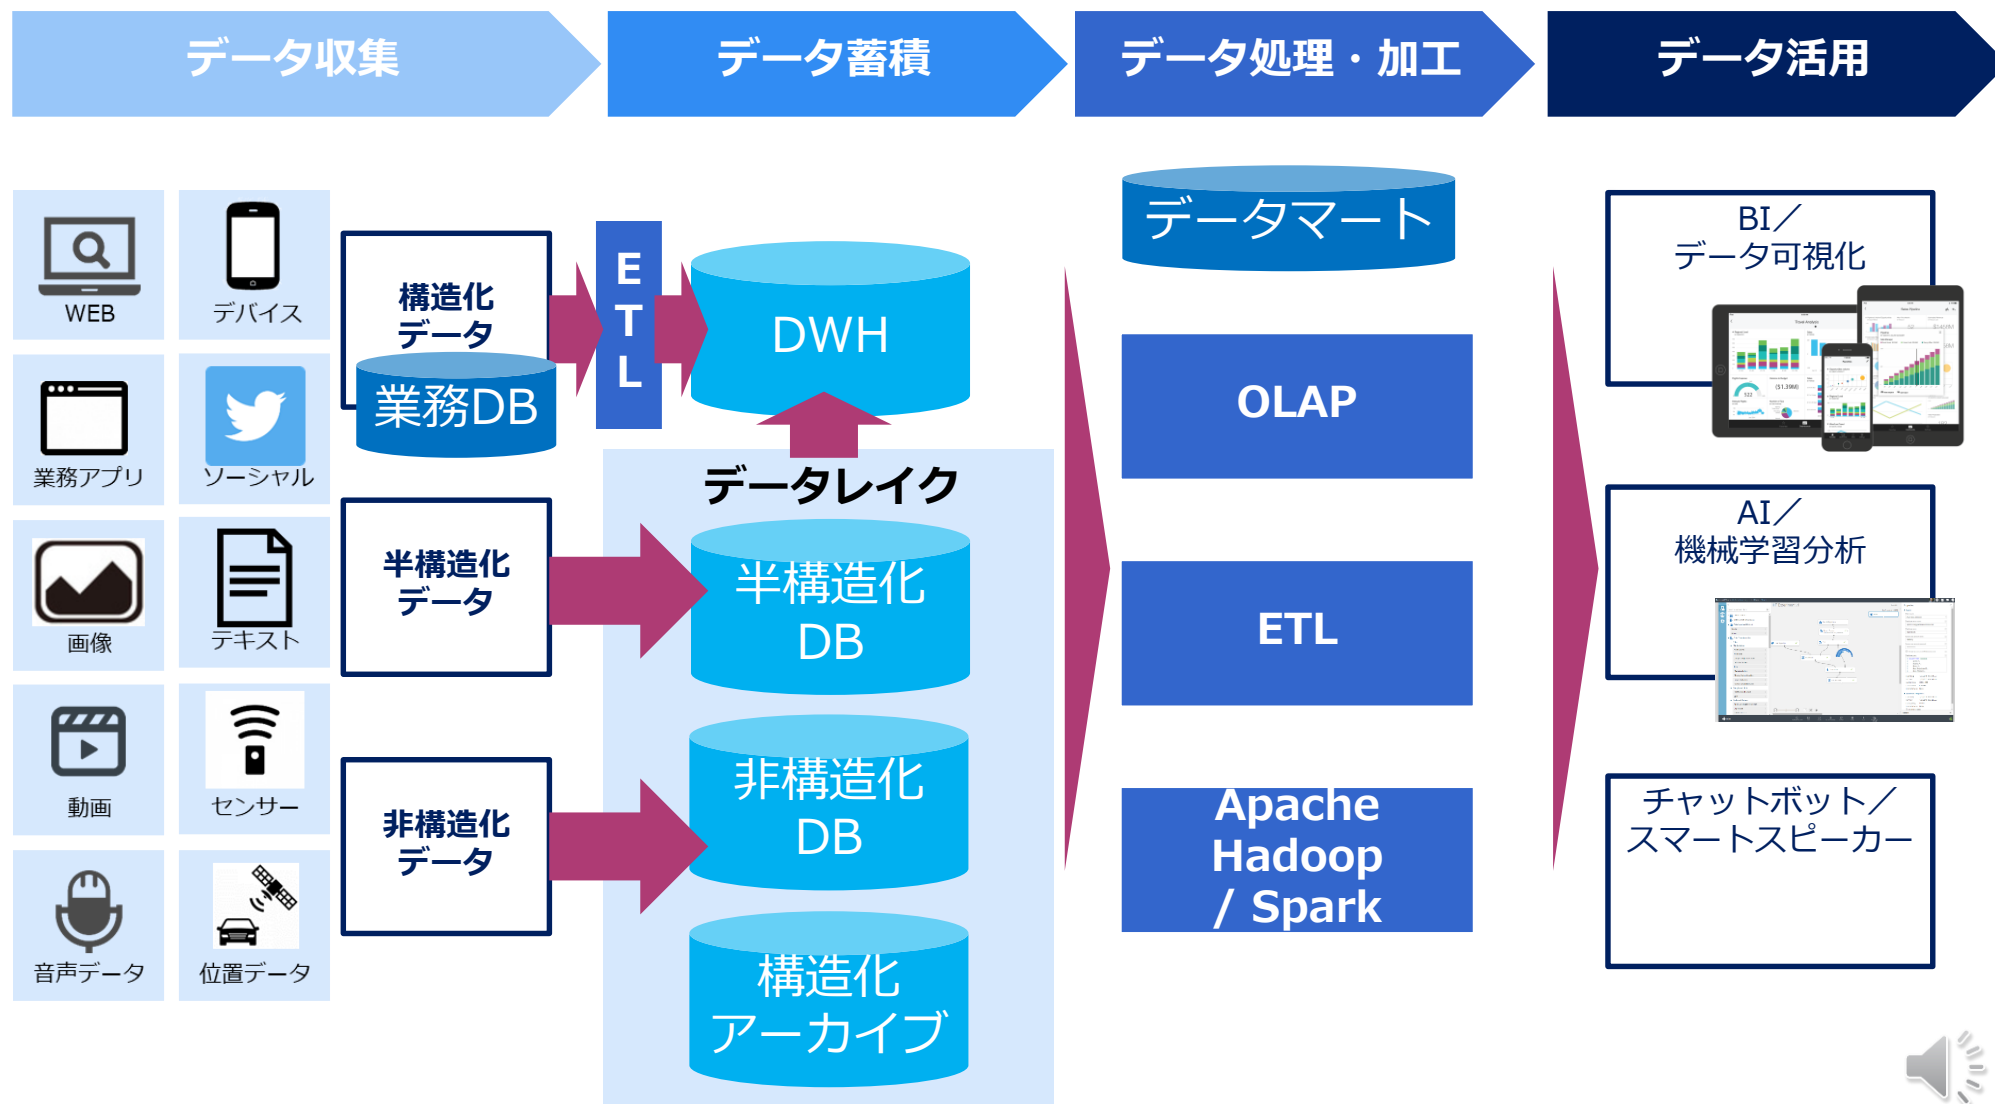 データ収集
データ蓄積
データ処理・加工
データ活用
WEB
デバイス
業務アプリ
ソーシャル
画像
テキスト
動画
センサー
音声データ
位置データ
構造化
データ
業務DB
半構造化
データ
非構造化
データ
E
T
L
DWH
データレイク
半構造化
DB
非構造化
DB
構造化
アーカイブ
データマート
OLAP
ETL
Apache
Hadoop
/ Spark
BI／
データ可視化
($1.39M)
322
AI／
機械学習分析
チャットボット／
スマートスピーカー